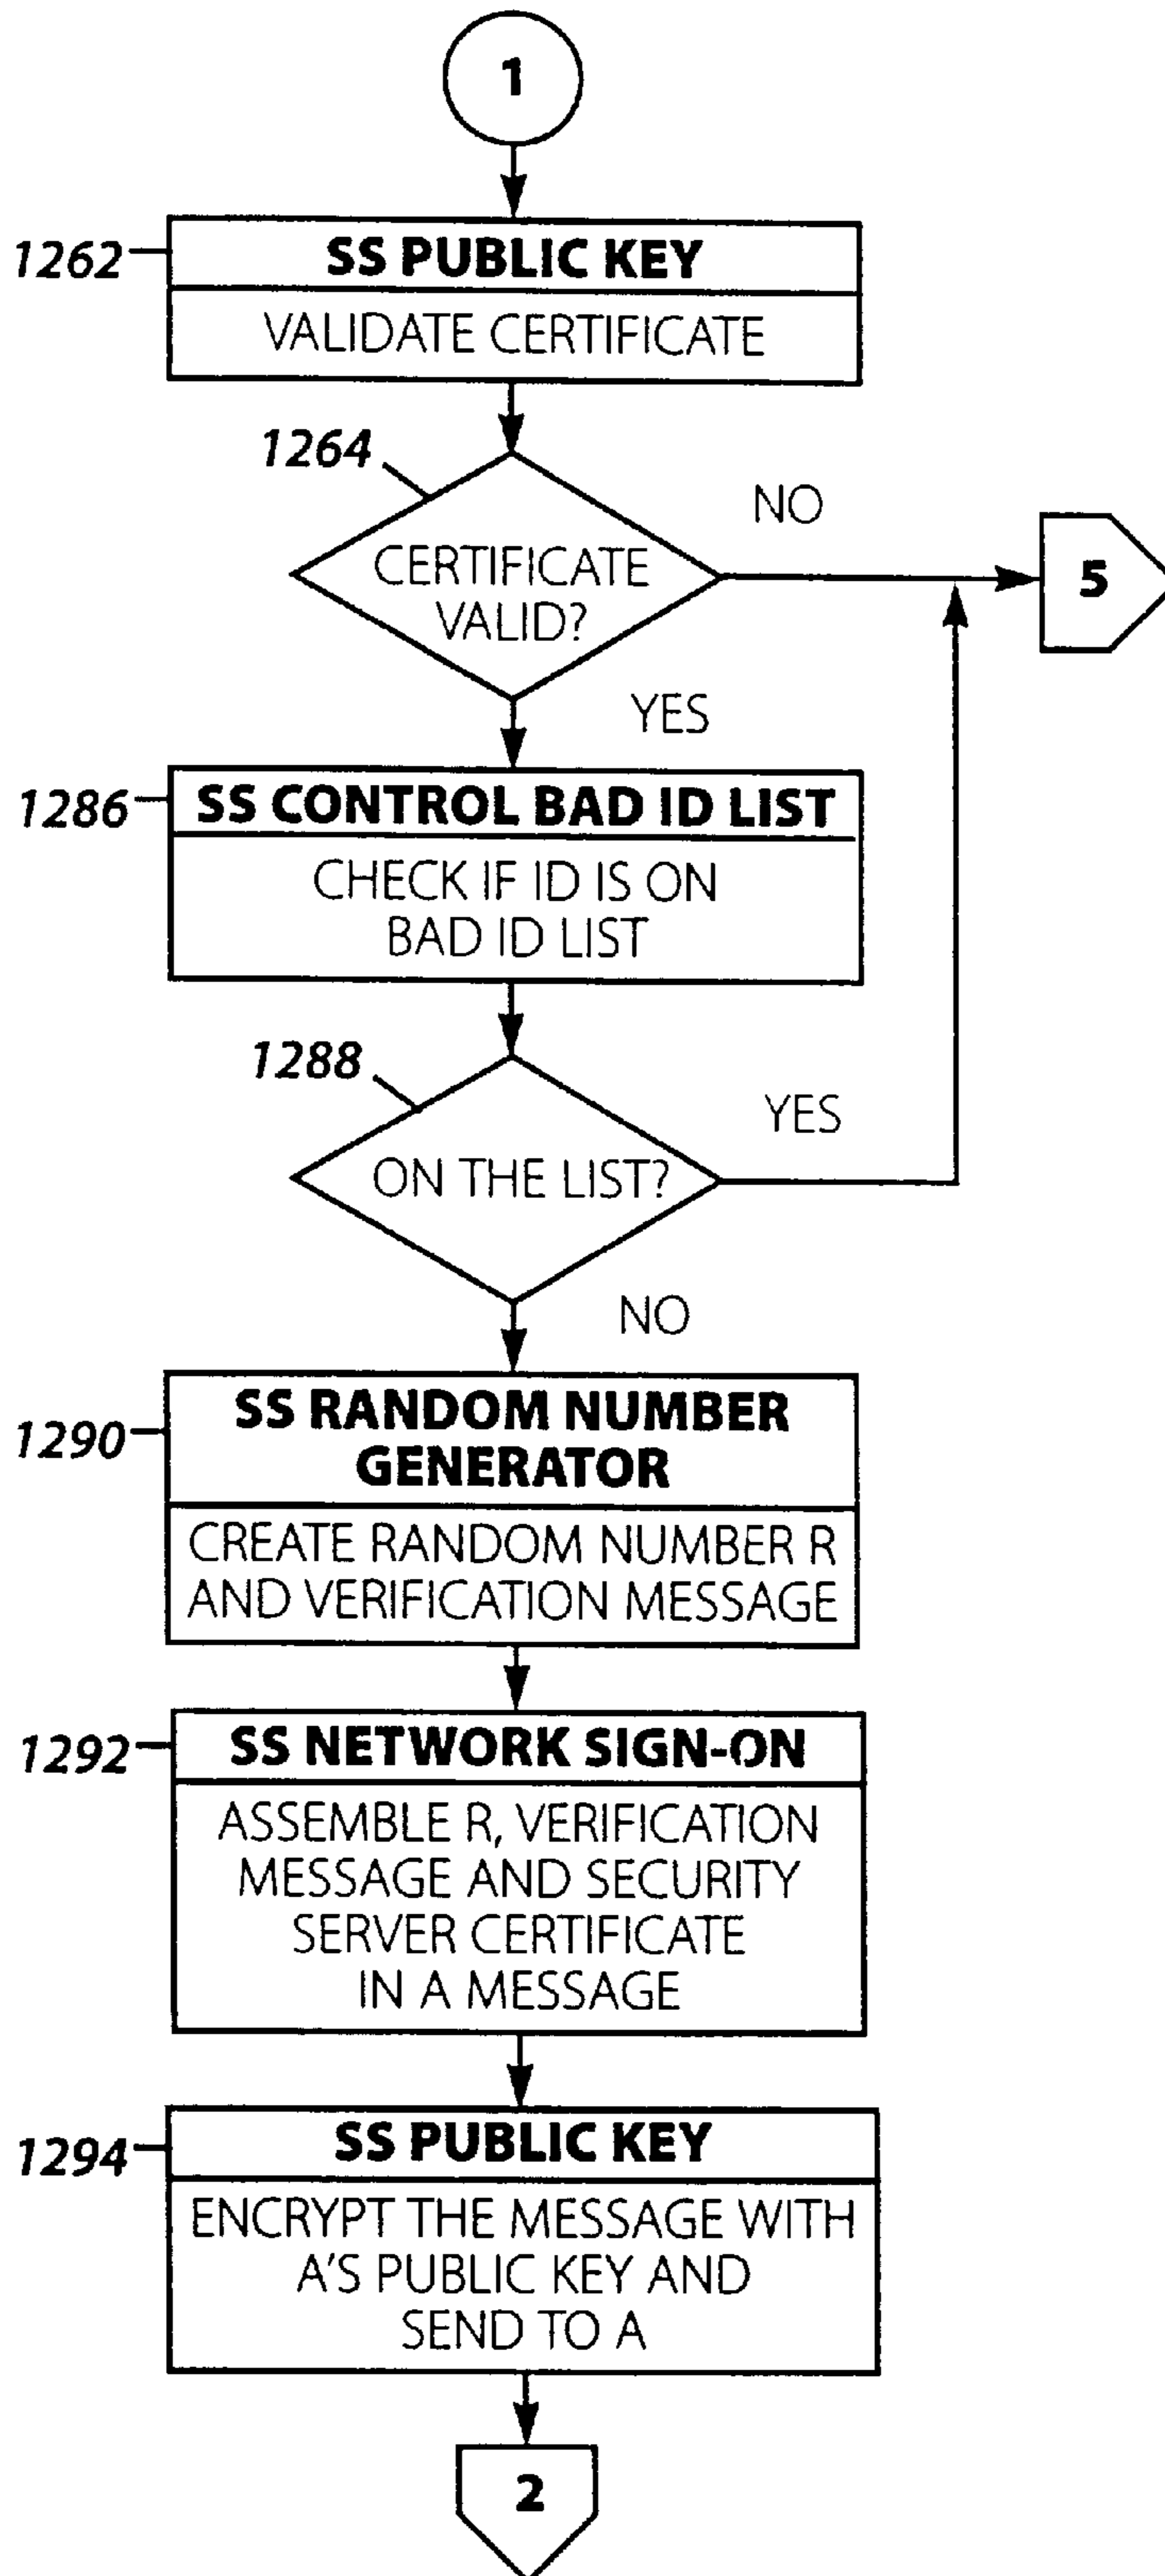 1
1262
SS PUBLIC KEY
VALIDATE CERTIFICATE
1264
NO
CERTIFICATE
VALID?
5
YES
1286
SS CONTROL BAD ID LIST
CHECK IF ID IS ON
BAD ID LIST
1288
YES
ON THE LIST?
NO
1290
SS RANDOM NUMBER
GENERATOR
CREATE RANDOM NUMBER R
AND VERIFICATION MESSAGE
1292
SS NETWORK SIGN-ON
ASSEMBLE R, VERIFICATION
MESSAGE AND SECURITY
SERVER CERTIFICATE
IN A MESSAGE
1294
SS PUBLIC KEY
ENCRYPT THE MESSAGE WITH
A'S PUBLIC KEY AND
SEND TO A
2